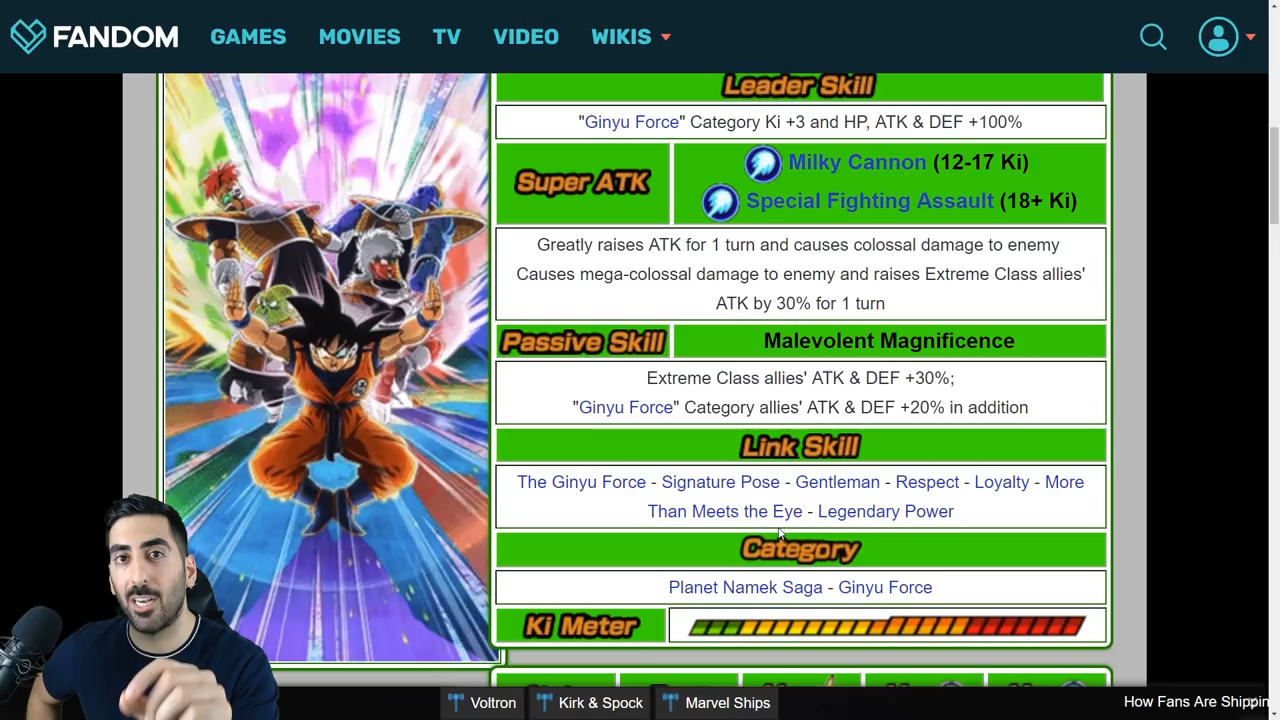 FANDOM GAMES MOVIES TV VIDEO WIKIS
Leader Skill
"Ginyu Force" Category Ki +3 and HP, ATK & DEF +100%
Super ATK
Milky Cannon (12-17 Ki)
Special Fighting Assault (18+ Ki)
Greatly raises ATK for 1 turn and causes colossal damage to enemy
Causes mega-colossal damage to enemy and raises Extreme Class allies'
ATK by 30% for 1 turn
Passive Skill Malevolent Magnificence
Extreme Class allies' ATK & DEF +30%;
"Ginyu Force" Category allies' ATK & DEF +20% in addition
Link Skill
The Ginyu Force - Signature Pose - Gentleman - Respect - Loyalty - More
Than Meets the Eye - Legendary Power
Category
Planet Namek Saga - Ginyu Force
Ki Meter
Voltron Kirk & Spock Marvel Ships How Fans Are Shippin